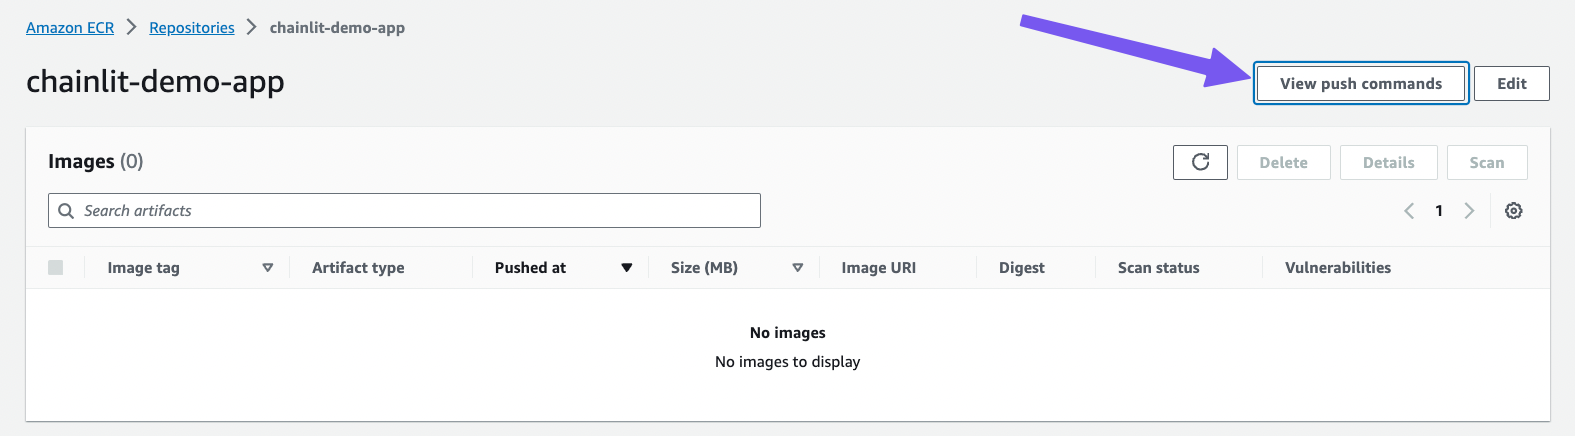 Amazon ECR > Repositories > chainlit-demo-app
chainlit-demo-app
View push commands
Edit
Images (0)
Delete
Details
Scan
Search artifacts
1
Image tag Artifact type Pushed at Size (MB) Image URI Digest Scan status Vulnerabilities
No images
No images to display